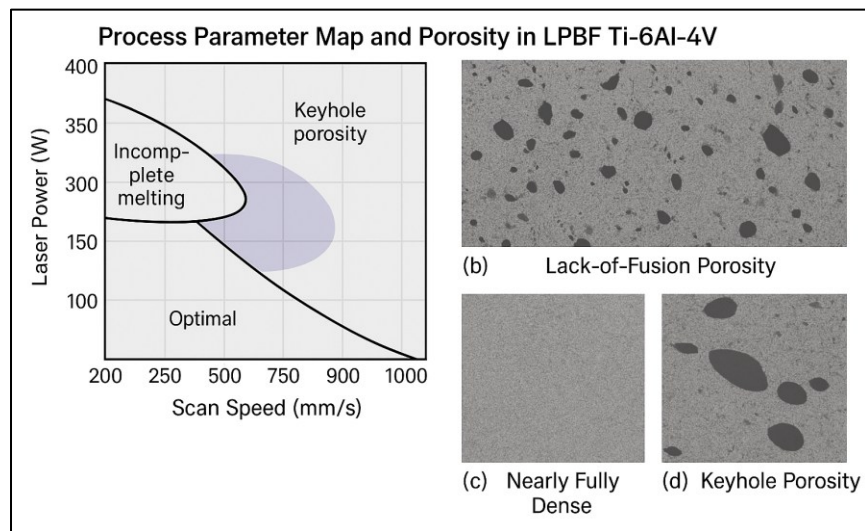 Process Parameter Map and Porosity in LPBF Ti-6Al-4V
Laser Power (W)
400
350
300
150
100
Keyhole
porosity
Incomp-
plete
melting
Optimal
200 250 500 750 900 1000
Scan Speed (mm/s)
(b) Lack-of-Fusion Porosity
(c) Nearly Fully
Dense
(d) Keyhole Porosity